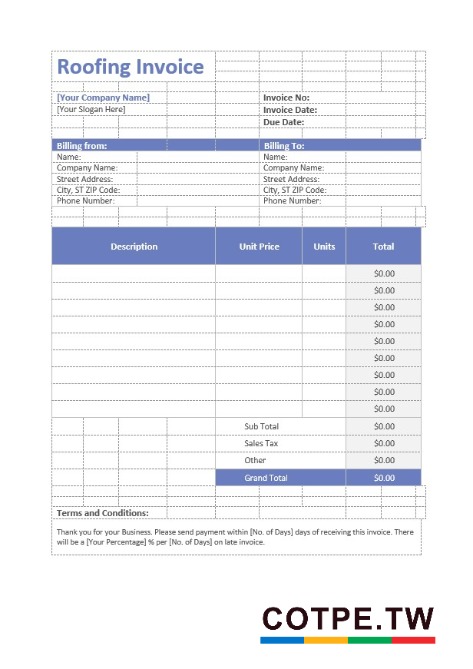 Roofing Invoice
[Your Company Name]
Invoice No:
[Your Slogan Here]
Invoice Date:
Due Date:
Billing from:
Billing To:
Name:
Name:
Company Name:
Company Name:
Street Address:
Street Address:
City, ST ZIP Code:
City, ST ZIP Code:
Phone Number:
Phone Number:
Description Unit Price Units Total
$0.00
$0.00
$0.00
$0.00
$0.00
$0.00
$0.00
$0.00
$0.00
Sub Total $0.00
Sales Tax $0.00
Other $0.00
Grand Total $0.00
Terms and Conditions:
Thank you for your Business. Please send payment within [No. of Days] days of receiving this invoice. There
will be a [Your Percentage] % per [No. of Days] on late invoice.
COTPE.TW